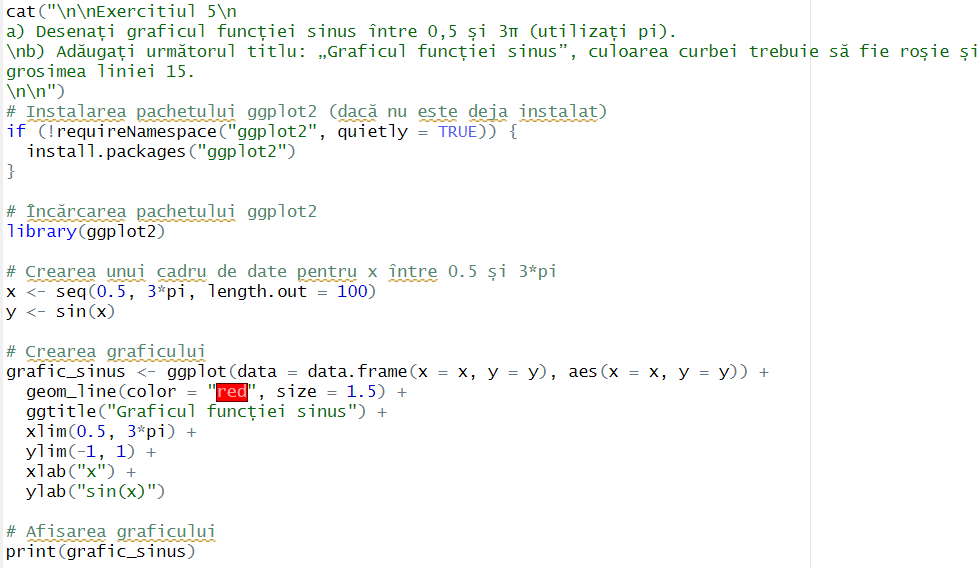 cat("\n\nExercitiul 5\n
a) Desenați graficul funcției sinus între 0,5 și 3π (utilizați pi).
\nb) Adăugați următorul titlu: „Graficul funcției sinus”, culoarea curbei trebuie să fie roșie și
grosimea liniei 15.
\n\n")
# Instalarea pachetului ggplot2 (dacă nu este deja instalat)
if (!requireNamespace("ggplot2", quietly = TRUE)) {
  install.packages("ggplot2")
}

# Încărcarea pachetului ggplot2
library(ggplot2)

# Crearea unui cadru de date pentru x între 0.5 și 3*pi
x <- seq(0.5, 3*pi, length.out = 100)
y <- sin(x)

# Crearea graficului
grafic_sinus <- ggplot(data = data.frame(x = x, y = y), aes(x = x, y = y)) +
  geom_line(color = "red", size = 1.5) +
  ggtitle("Graficul funcției sinus") +
  xlim(0.5, 3*pi) +
  ylim(-1, 1) +
  xlab("x") +
  ylab("sin(x)")

# Afisarea graficului
print(grafic_sinus)